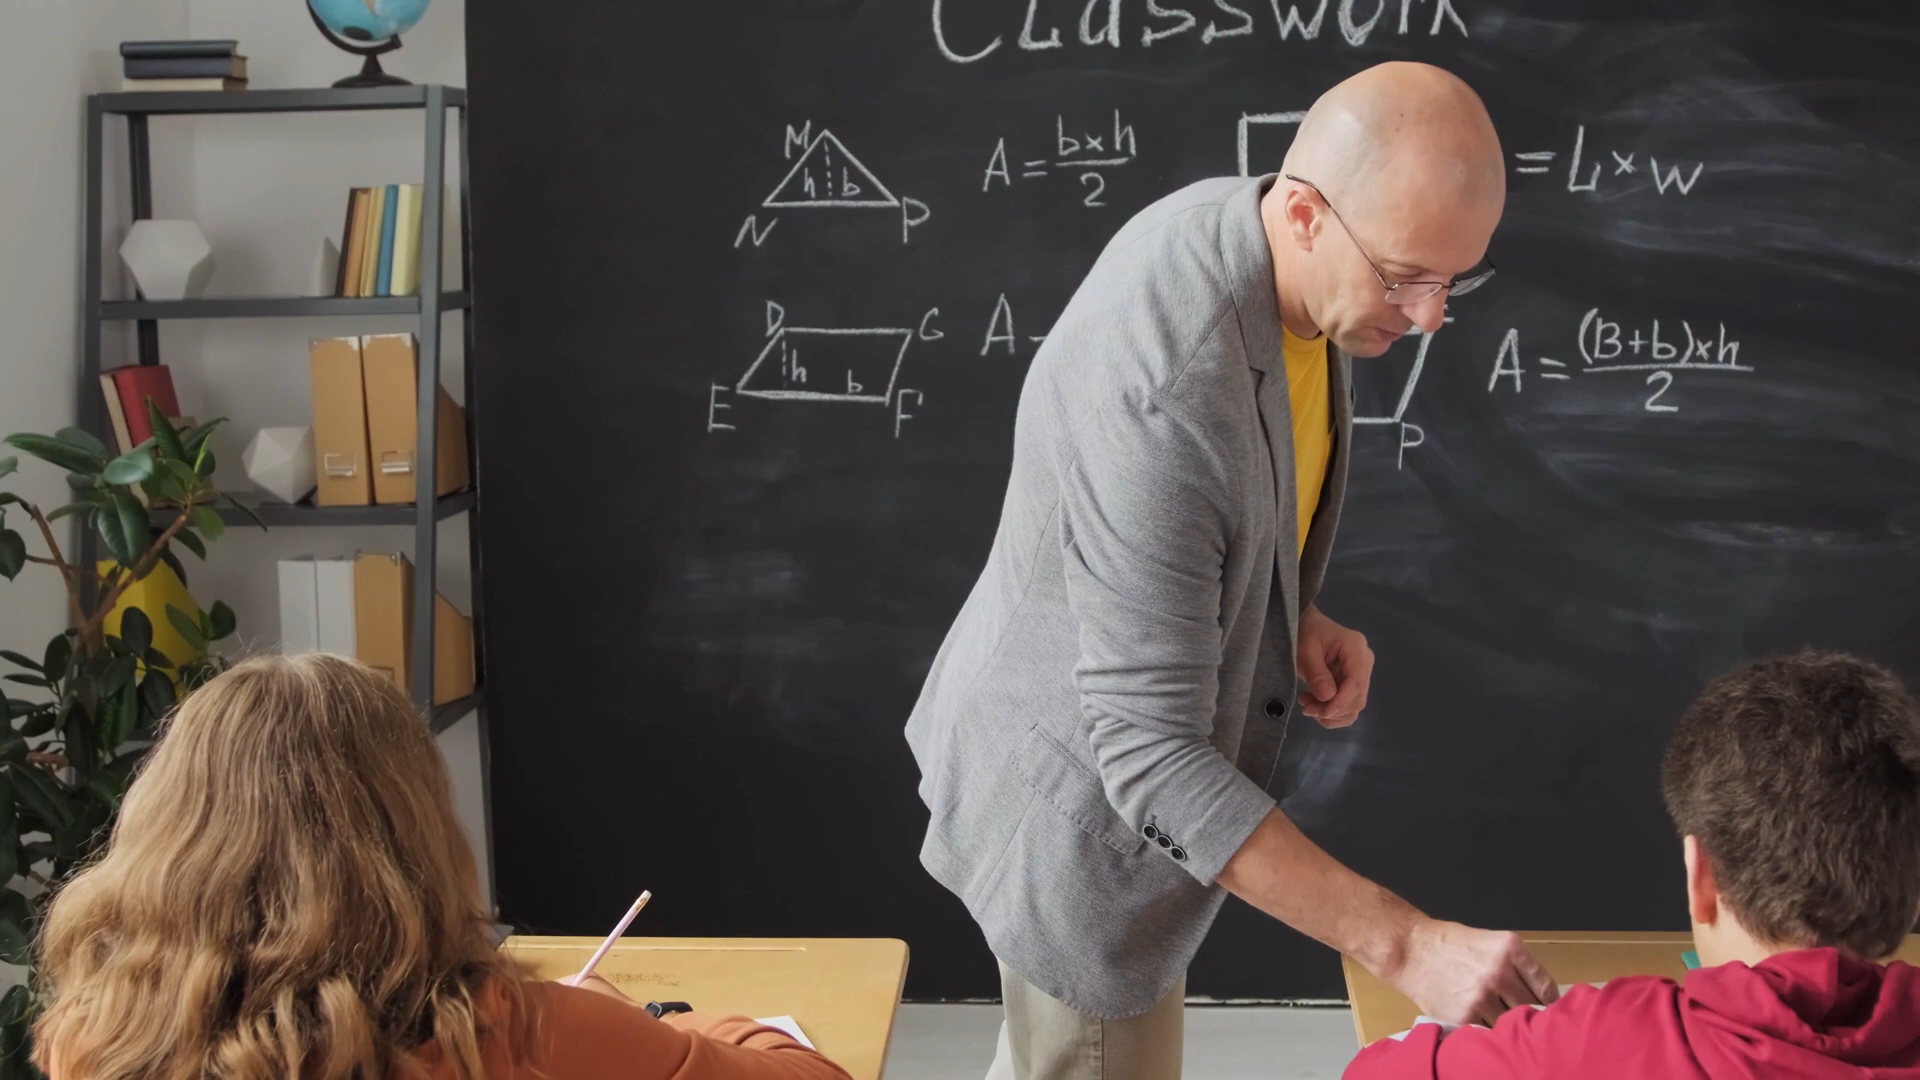 Classwork
M
h b
N P
A = b×h/2
= L×W
D G
h b
E F
A
P
A = (B+b)×h/2